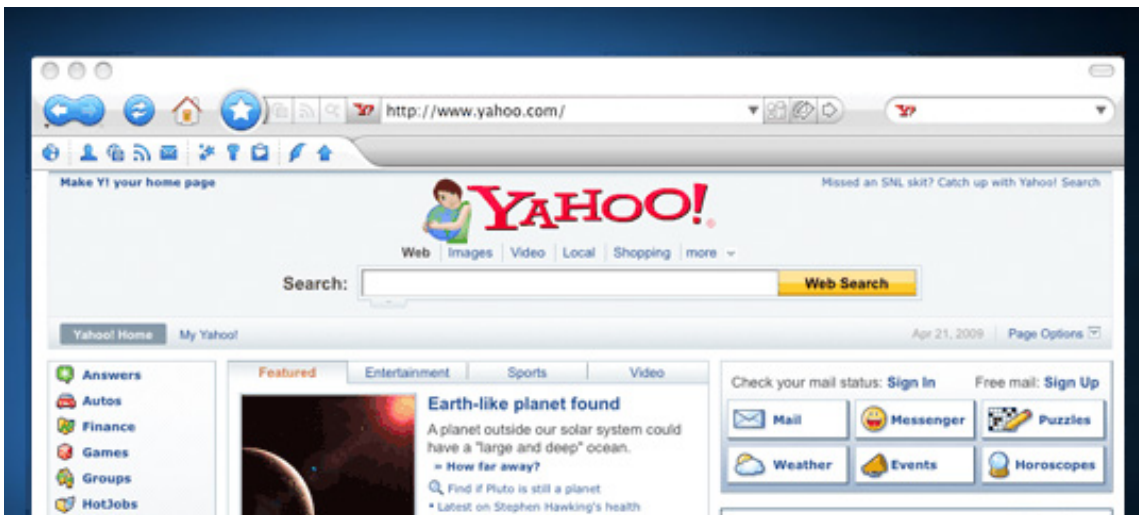 http://www.yahoo.com/
Make Y! your home page
Missed an SNL skit? Catch up with Yahoo! Search
YAHOO!
Web Images Video Local Shopping more
Search:
Web Search
Yahoo! Home My Yahoo!
Apr 21, 2009 Page Options
Answers
Autos
Finance
Games
Groups
HotJobs
Featured Entertainment Sports Video
Earth-like planet found
A planet outside our solar system could
have a "large and deep" ocean.
» How far away?
Find if Pluto is still a planet
• Latest on Stephen Hawking's health
Check your mail status: Sign In Free mail: Sign Up
Mail Messenger Puzzles
Weather Events Horoscopes